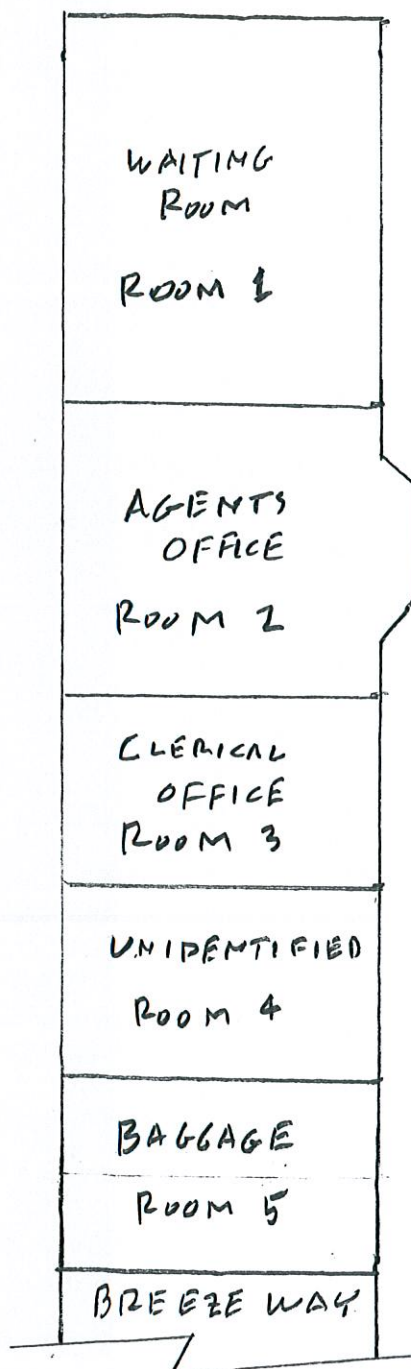 WAITING
ROOM
ROOM 1
AGENTS
OFFICE
ROOM 2
CLERICAL
OFFICE
ROOM 3
UNIDENTIFIED
ROOM 4
BAGGAGE
ROOM 5
BREEZE WAY